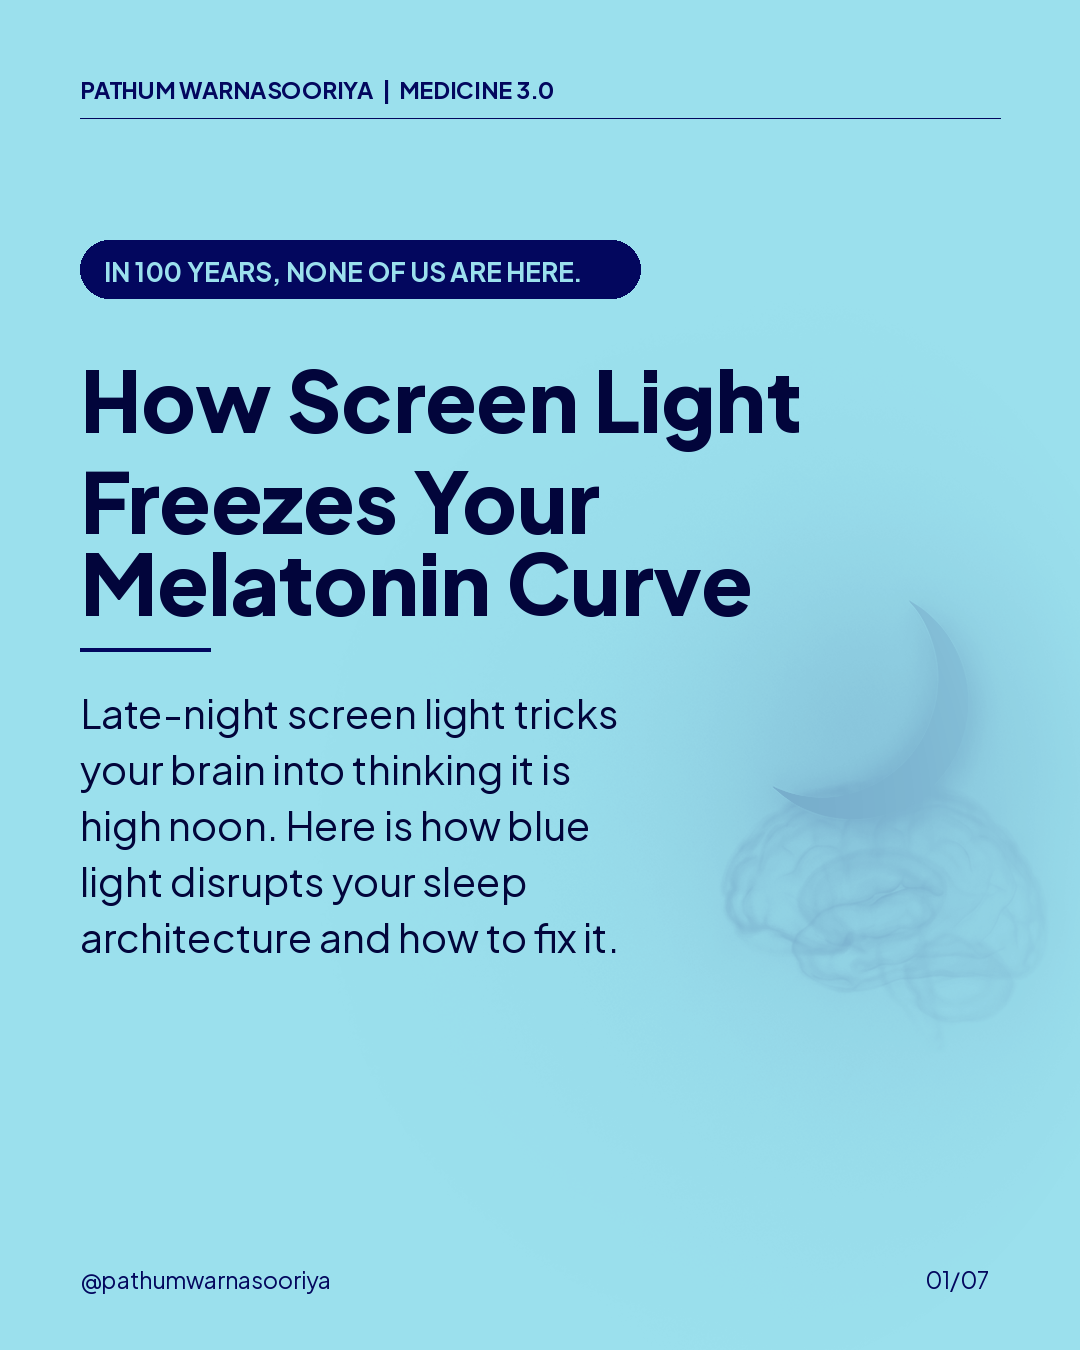 PATHUM WARNASOORIYA | MEDICINE 3.0
IN 100 YEARS, NONE OF US ARE HERE.
How Screen Light
Freezes Your
Melatonin Curve
Late-night screen light tricks
your brain into thinking it is
high noon. Here is how blue
light disrupts your sleep
architecture and how to fix it.
@pathumwarnasooriya
01/07